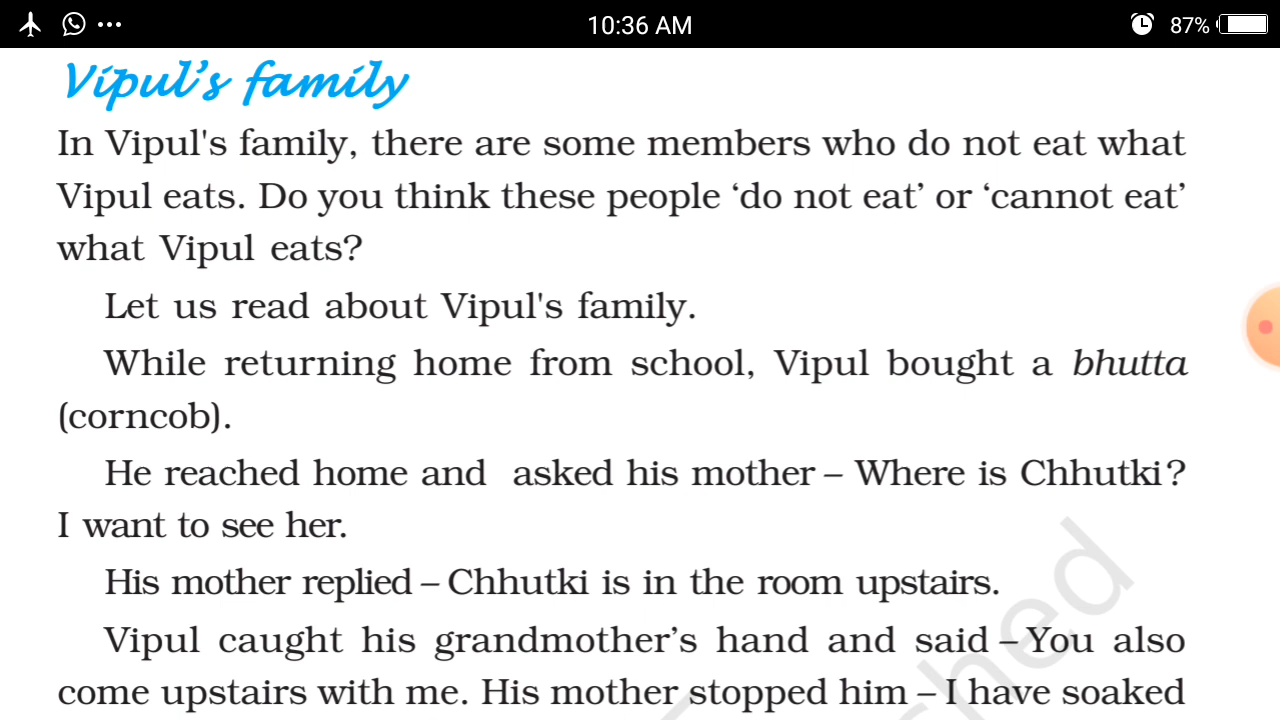 10:36 AM
87%
Vipul's family
In Vipul's family, there are some members who do not eat what
Vipul eats. Do you think these people ‘do not eat’ or ‘cannot eat’
what Vipul eats?
Let us read about Vipul's family.
While returning home from school, Vipul bought a bhutta
(corncob).
He reached home and asked his mother – Where is Chhutki?
I want to see her.
His mother replied – Chhutki is in the room upstairs.
Vipul caught his grandmother’s hand and said – You also
come upstairs with me. His mother stopped him – I have soaked